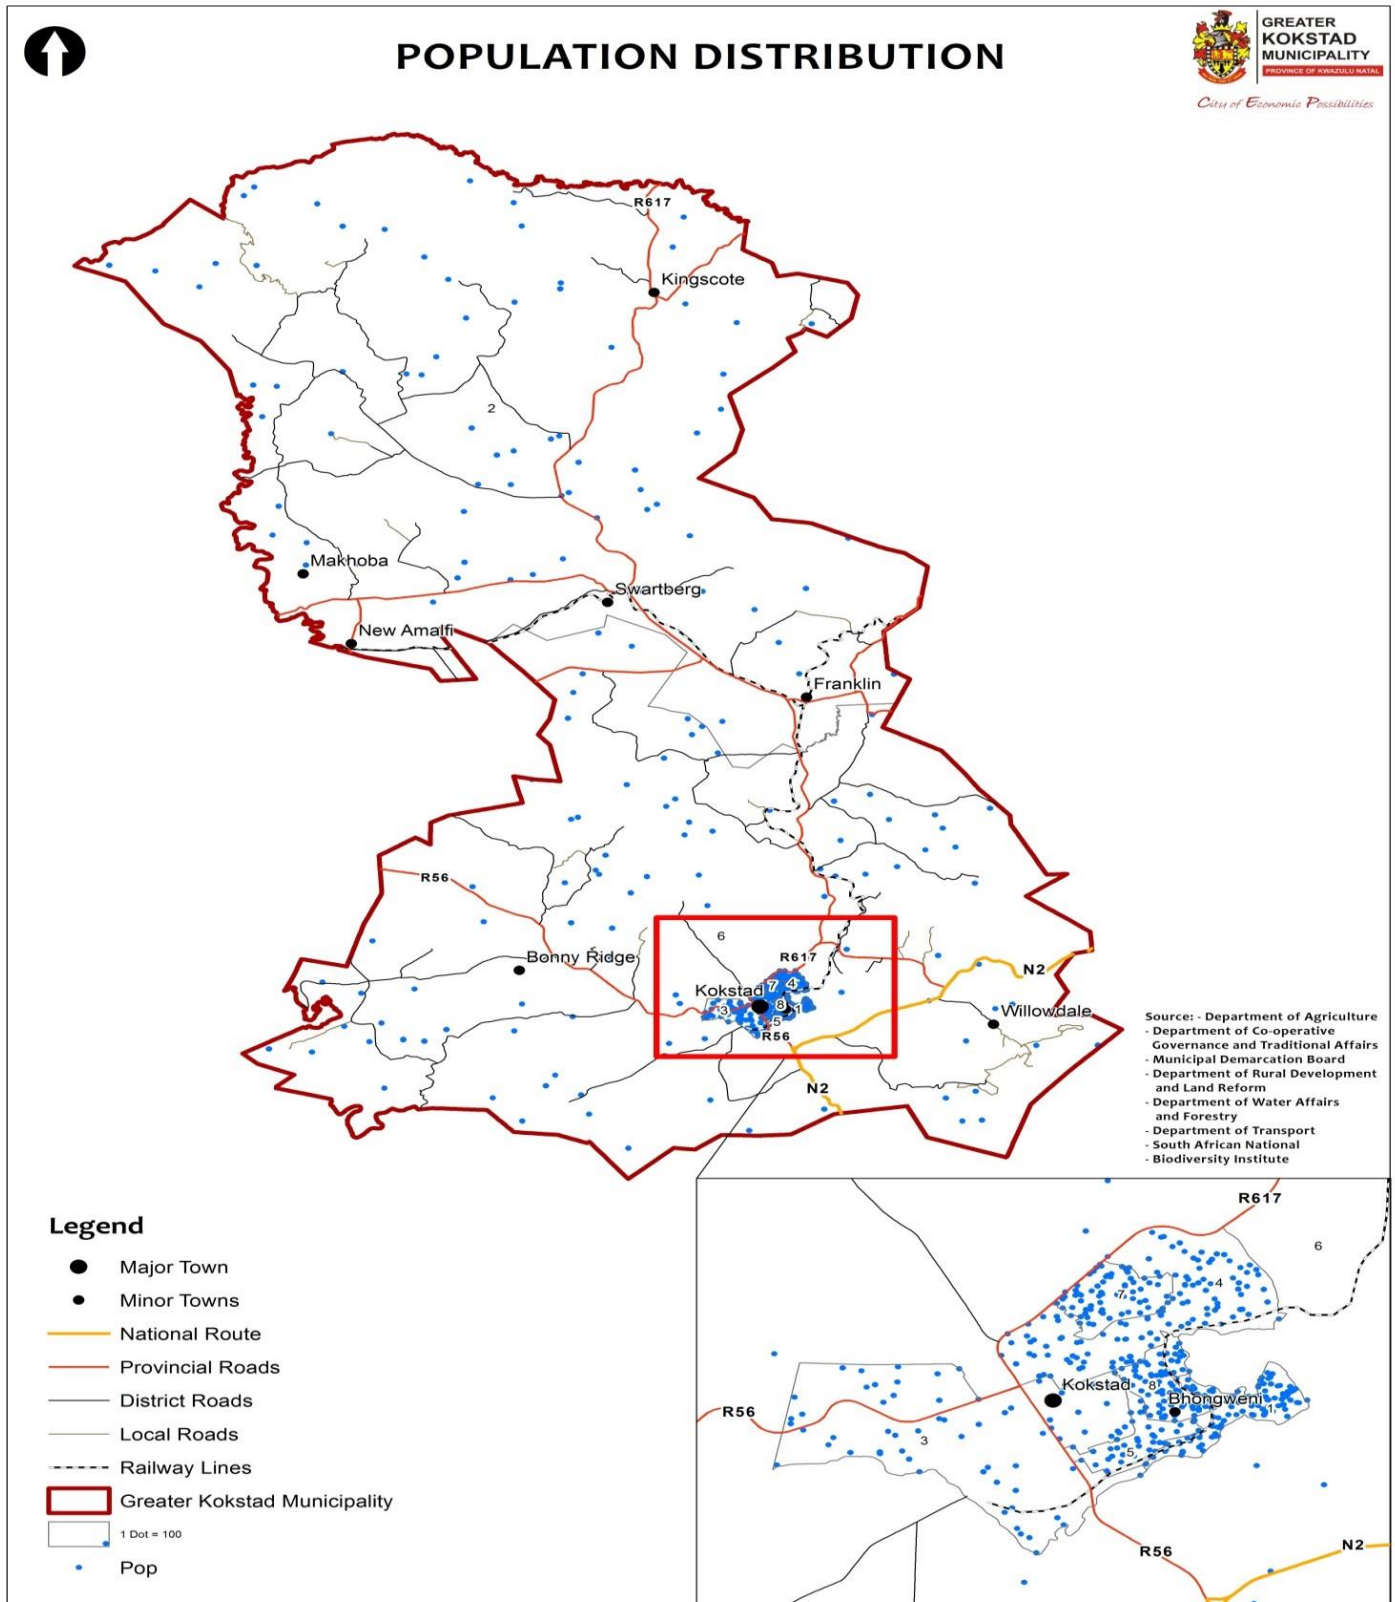 POPULATION DISTRIBUTION
GREATER
KOKSTAD
MUNICIPALITY
PROVINCE OF KWAZULU NATAL
City of Economic Possibilities
R617
Kingscote
2
Makhoba
Swartberg
New Amalfi
Franklin
R56
6
Bonny Ridge
R617
N2
Kokstad
7
4
3
8
1
5
R56
Willowdale
N2
Source: - Department of Agriculture
- Department of Co-operative
Governance and Traditional Affairs
- Municipal Demarcation Board
- Department of Rural Development
and Land Reform
- Department of Water Affairs
and Forestry
- Department of Transport
- South African National
- Biodiversity Institute
R617
6
4
7
Kokstad
8
Bhongweni
1
R56
3
5
R56
N2
Legend
Major Town
Minor Towns
National Route
Provincial Roads
District Roads
Local Roads
Railway Lines
Greater Kokstad Municipality
1 Dot = 100
Pop